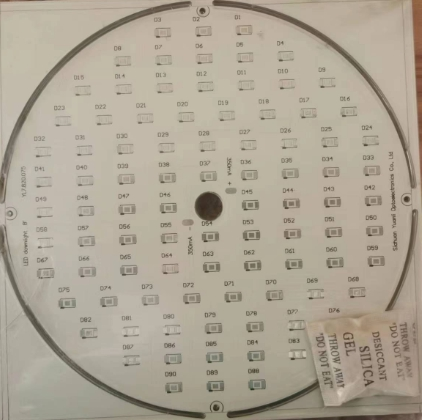 D3 D2 D1
D8 D7 D6 D5 D4
D15 D14 D13 D12 D11 D10 D9
D23 D22 D21 D20 D19 D18 D17 D16
D32 D31 D30 D29 D28 D27 D26 D25 D24
D41 D40 D39 D38 D37 D36 D35 D34 D33
D49 D48 D47 D46 D45 D44 D43 D42
D58 D57 D56 D55 D54 D53 D52 D51 D50
D67 D66 D65 D64 D63 D62 D61 D60 D59
D75 D74 D73 D72 D71 D70 D69 D68
D82 D81 D80 D79 D78 D77 D76
D87 D86 D85 D84 D83
D90 D89 D88
LED downlight
300mA -
+
THROW AWAY
"DO NOT EAT"
DESICCANT
SILICA
GEL
THROW AWAY
"DO NOT EAT"